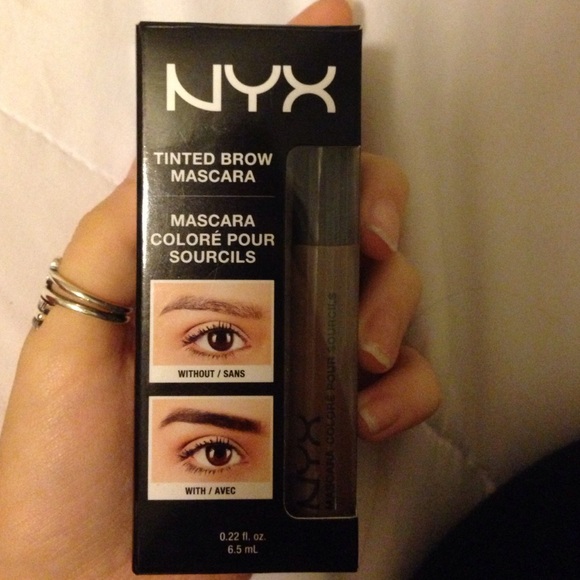 NYX
TINTED BROW
MASCARA
MASCARA
COLORÉ POUR
SOURCILS
WITHOUT / SANS
WITH / AVEC
0.22 fl. oz.
6.5 mL
NYX
MASCARA COLORÉ POUR SOURCILS